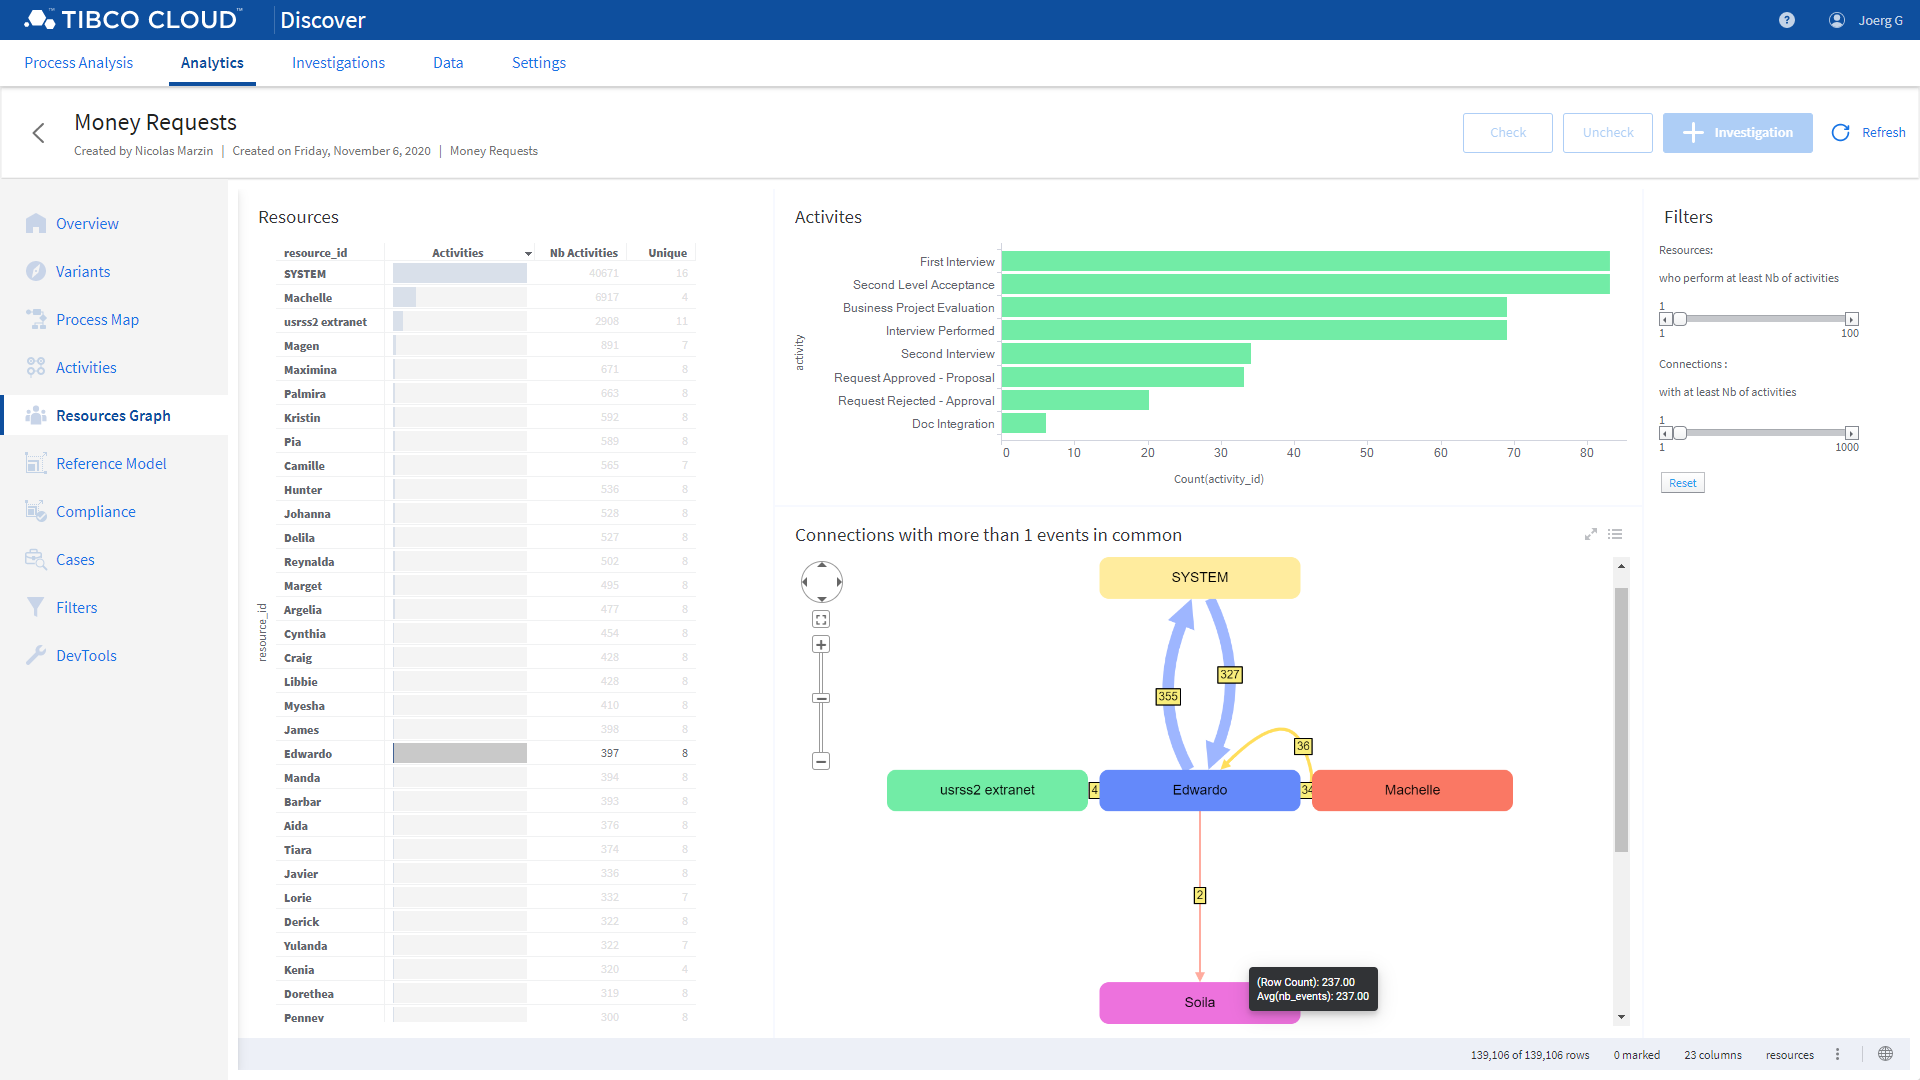 TIBCO CLOUD™ Discover
? Joerg G
Process Analysis Analytics Investigations Data Settings
Money Requests
Created by Nicolas Marzin | Created on Friday, November 6, 2020 | Money Requests
Check Uncheck Investigation Refresh
Overview
Variants
Process Map
Activities
Resources Graph
Reference Model
Compliance
Cases
Filters
DevTools
Resources
resource_id Activities Nb Activities Unique
SYSTEM 40671 16
Machelle 6917 4
usrss2 extranet 2908 11
Magen 891 7
Maximina 671 8
Palmira 663 8
Kristin 592 8
Pia 589 8
Camille 565 7
Hunter 536 8
Johanna 528 8
Delila 527 8
Reynalda 502 8
Marget 495 8
Argelia 477 8
Cynthia 454 8
Craig 428 8
Libbie 428 8
Myesha 410 8
James 398 8
Edwardo 397 8
Manda 394 8
Barbar 393 8
Aida 376 8
Tiara 374 8
Javier 336 8
Lorie 332 7
Derick 322 8
Yulanda 322 7
Kenia 320 4
Dorethea 319 8
Penney 300 8
resource_id
Activites
First Interview
Second Level Acceptance
Business Project Evaluation
Interview Performed
Second Interview
Request Approved - Proposal
Request Rejected - Approval
Doc Integration
activity
0 10 20 30 40 50 60 70 80
Count(activity_id)
Connections with more than 1 events in common
SYSTEM
327
355
36
usrss2 extranet 4 Edwardo 34 Machelle
2
Soila
(Row Count): 237.00
Avg(nb_events): 237.00
Filters
Resources:
who perform at least Nb of activities
1
1 100
Connections :
with at least Nb of activities
1
1 1000
Reset
139,106 of 139,106 rows 0 marked 23 columns resources